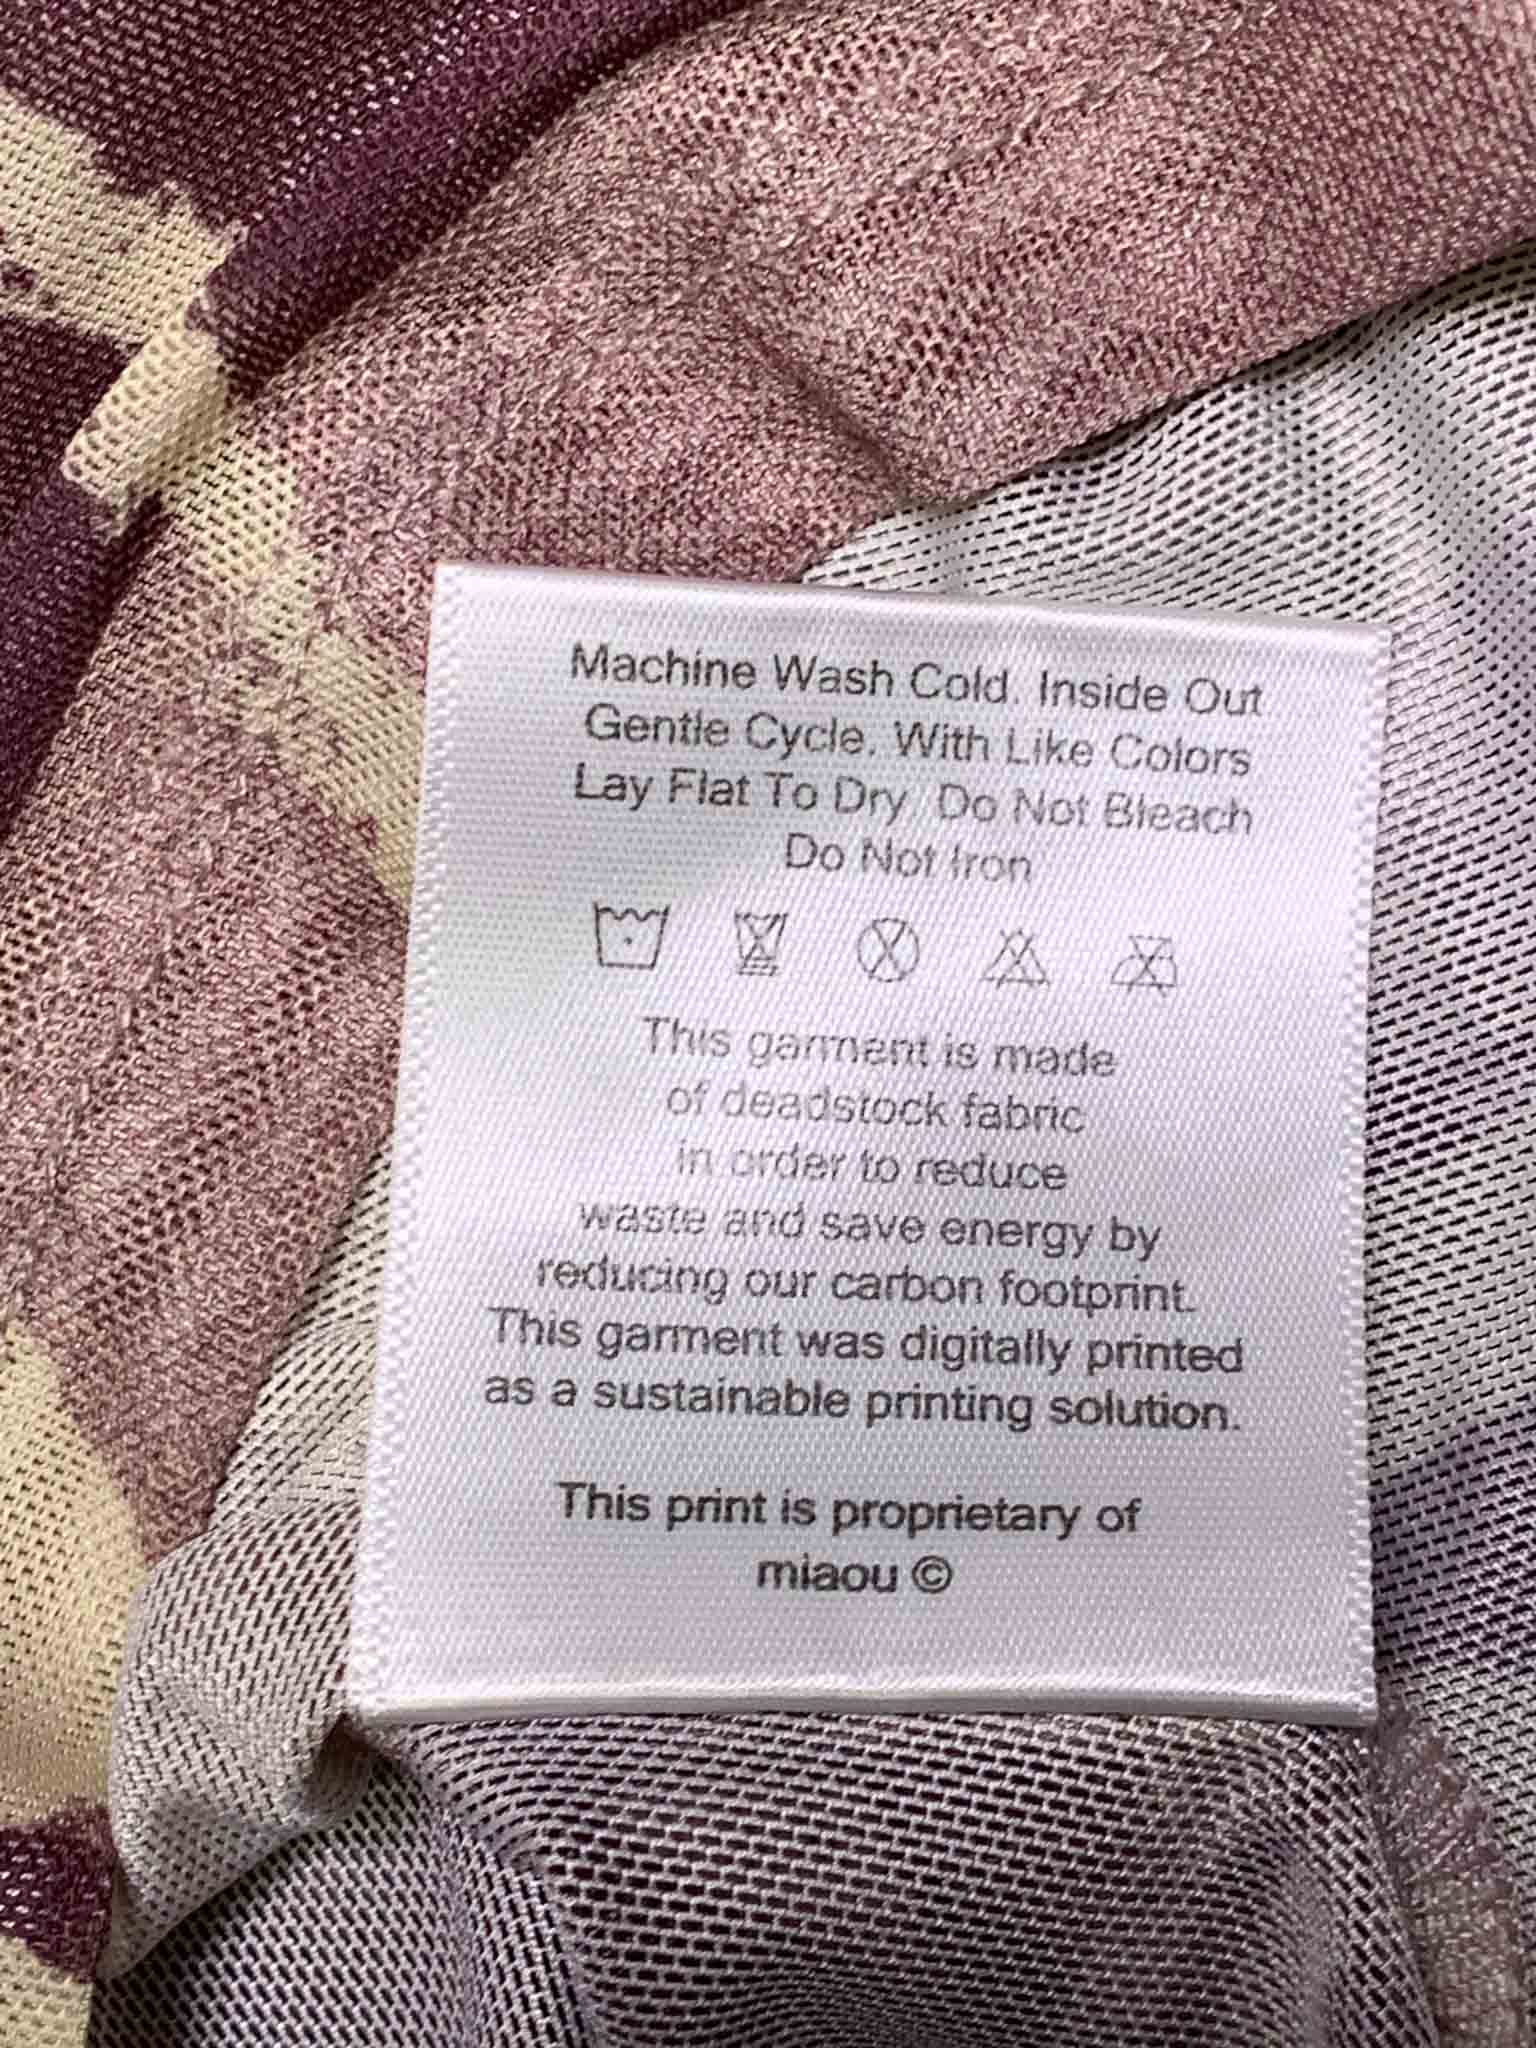 Machine Wash Cold. Inside Out
Gentle Cycle. With Like Colors
Lay Flat To Dry. Do Not Bleach
Do Not Iron
This garment is made
of deadstock fabric
in order to reduce
waste and save energy by
reducing our carbon footprint.
This garment was digitally printed
as a sustainable printing solution.
This print is proprietary of
miaou ©